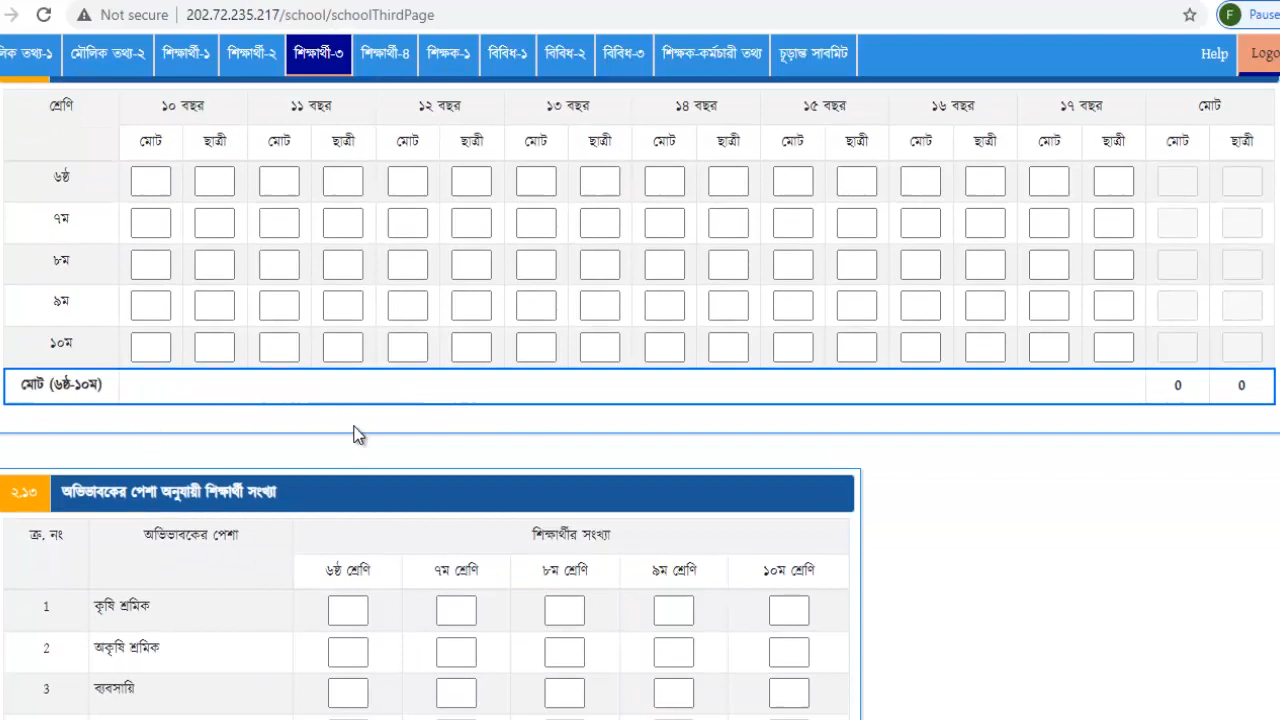 Not secure 202.72.235.217/school/schoolThirdPage F Pause
মৌলিক তথ্য-২ শিক্ষার্থী-১ শিক্ষার্থী-২ শিক্ষার্থী-৩ শিক্ষার্থী-৪ শিক্ষক-১ বিবিধ-১ বিবিধ-২ বিবিধ-৩ শিক্ষক-কর্মচারী তথ্য চূড়ান্ত সাবমিট Help Logo
শ্রেণি ১০ বছর ১১ বছর ১২ বছর ১৩ বছর ১৪ বছর ১৫ বছর ১৬ বছর ১৭ বছর মোট
মোট ছাত্রী মোট ছাত্রী মোট ছাত্রী মোট ছাত্রী মোট ছাত্রী মোট ছাত্রী মোট ছাত্রী মোট ছাত্রী মোট ছাত্রী
৬ষ্ঠ
৭ম
৮ম
৯ম
১০ম
মোট (৬ষ্ঠ-১০ম) 0 0
২.১৩ অভিভাবকের পেশা অনুযায়ী শিক্ষার্থী সংখ্যা
ক্র. নং অভিভাবকের পেশা শিক্ষার্থীর সংখ্যা
৬ষ্ঠ শ্রেণি ৭ম শ্রেণি ৮ম শ্রেণি ৯ম শ্রেণি ১০ম শ্রেণি
1 কৃষি শ্রমিক
2 অকৃষি শ্রমিক
3 ব্যবসায়ি